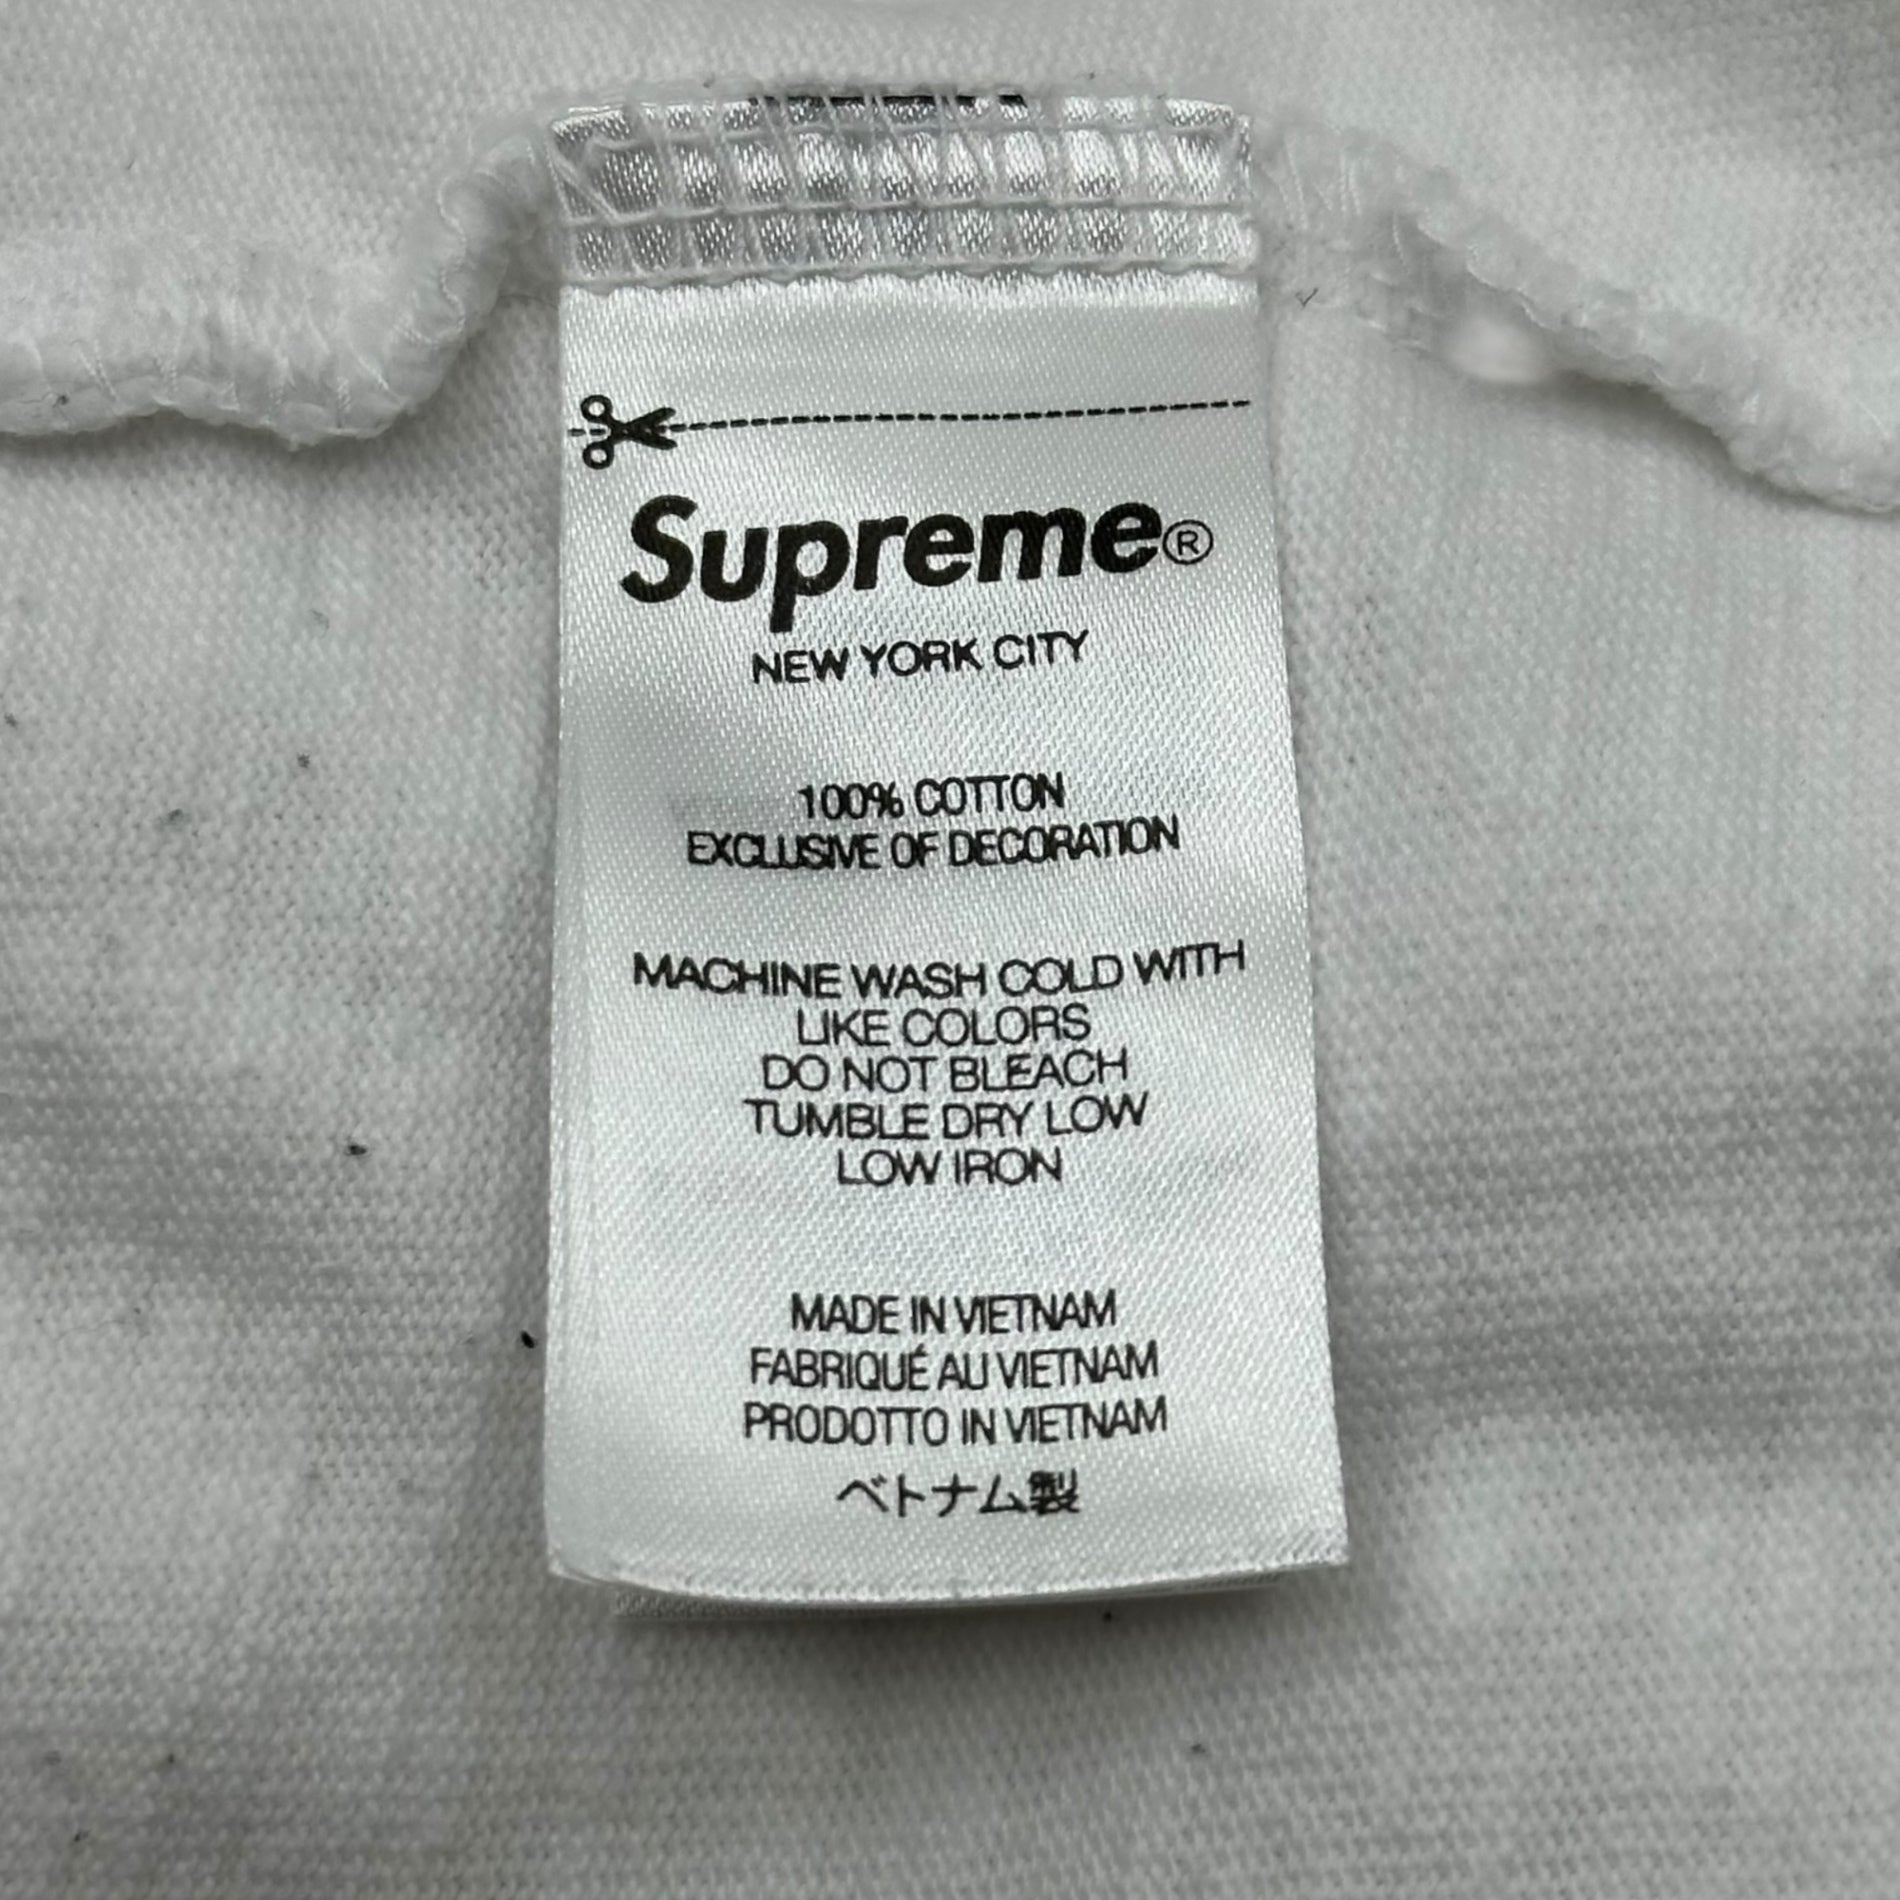 Supreme®
NEW YORK CITY
100% COTTON
EXCLUSIVE OF DECORATION
MACHINE WASH COLD WITH
LIKE COLORS
DO NOT BLEACH
TUMBLE DRY LOW
LOW IRON
MADE IN VIETNAM
FABRIQUÉ AU VIETNAM
PRODOTTO IN VIETNAM
ベトナム製